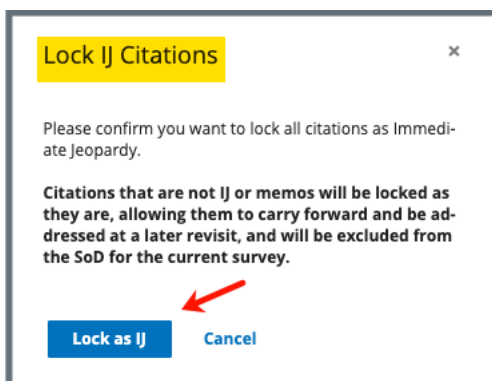 Lock IJ Citations
×
Please confirm you want to lock all citations as Immedi-
ate Jeopardy.
Citations that are not IJ or memos will be locked as
they are, allowing them to carry forward and be ad-
dressed at a later revisit, and will be excluded from
the SoD for the current survey.
Lock as IJ Cancel